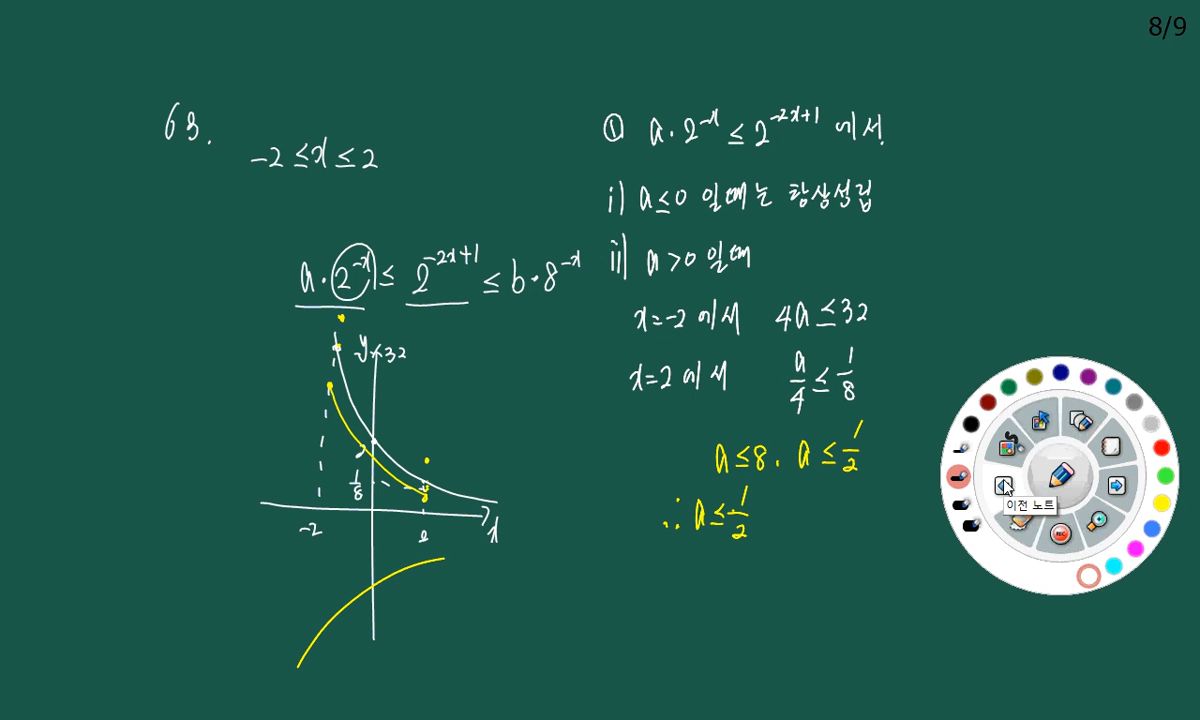 8/9
63.
-2 ≤ x ≤ 2
a · 2^{-x} ≤ 2^{-2x+1} ≤ b · 8^{-x}
y
32
2
1/8
-2
2
x
① a · 2^{-x} ≤ 2^{-2x+1} 에서.
i) a ≤ 0 일때는 항상성립
ii) a > 0 일때
x = -2 에서 4a ≤ 32
x = 2 에서 a/4 ≤ 1/8
a ≤ 8, a ≤ 1/2
∴ a ≤ 1/2
이전 노트
REC